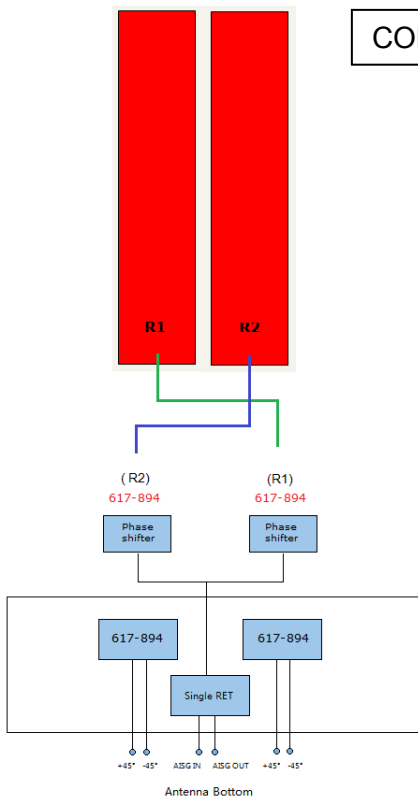 COM
R1
R2
( R2)
(R1)
617-894
617-894
Phase
shifter
Phase
shifter
617-894
617-894
Single RET
+45° -45° AISG IN AISG OUT +45° -45°
Antenna Bottom